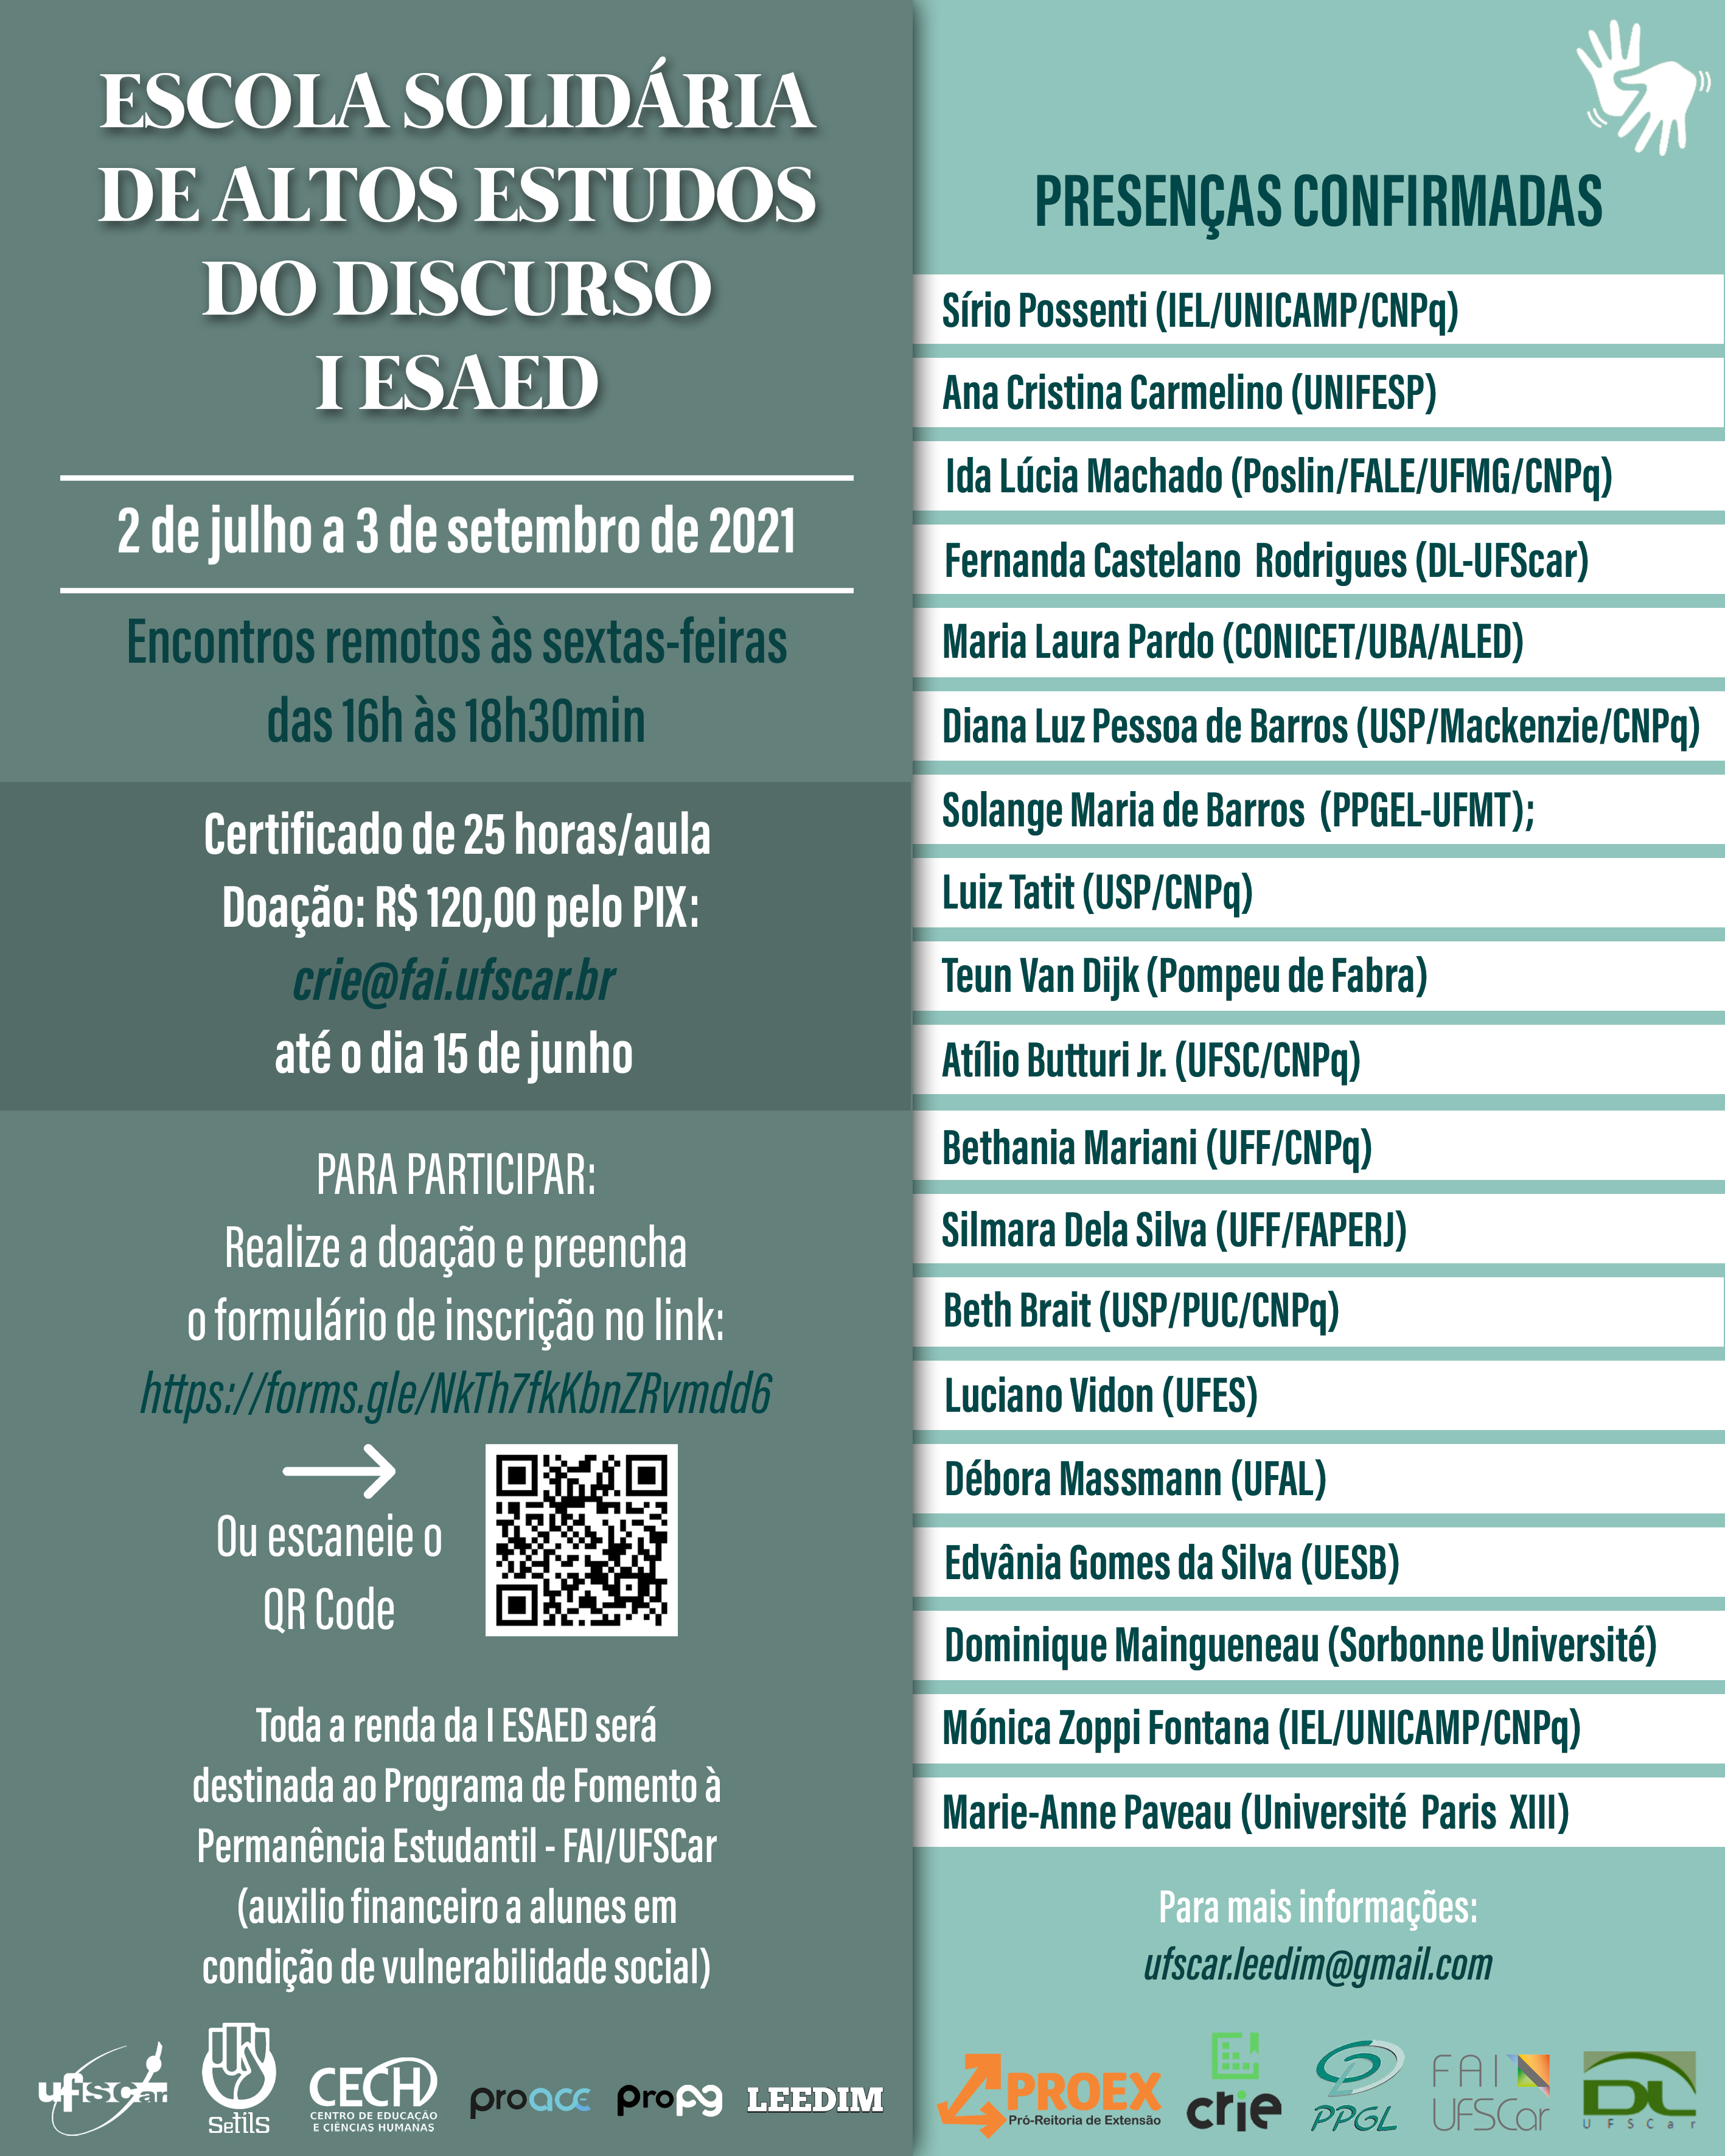 ESCOLA SOLIDÁRIA
DE ALTOS ESTUDOS
DO DISCURSO
I ESAED
2 de julho a 3 de setembro de 2021
Encontros remotos às sextas-feiras
das 16h às 18h30min
Certificado de 25 horas/aula
Doação: R$ 120,00 pelo PIX:
crie@fai.ufscar.br
até o dia 15 de junho
PARA PARTICIPAR:
Realize a doação e preencha
o formulário de inscrição no link:
https://forms.gle/NkTh7fkKbnZRvmdd6
Ou escaneie o
QR Code
Toda a renda da I ESAED será
destinada ao Programa de Fomento à
Permanência Estudantil - FAI/UFSCar
(auxilio financeiro a alunes em
condição de vulnerabilidade social)
ufscar
SeTILS
CECH
CENTRO DE EDUCAÇÃO
E CIÊNCIAS HUMANAS
proace
propg
LEEDIM
PRESENÇAS CONFIRMADAS
Sírio Possenti (IEL/UNICAMP/CNPq)
Ana Cristina Carmelino (UNIFESP)
Ida Lúcia Machado (Poslin/FALE/UFMG/CNPq)
Fernanda Castelano Rodrigues (DL-UFScar)
Maria Laura Pardo (CONICET/UBA/ALED)
Diana Luz Pessoa de Barros (USP/Mackenzie/CNPq)
Solange Maria de Barros (PPGEL-UFMT);
Luiz Tatit (USP/CNPq)
Teun Van Dijk (Pompeu de Fabra)
Atílio Butturi Jr. (UFSC/CNPq)
Bethania Mariani (UFF/CNPq)
Silmara Dela Silva (UFF/FAPERJ)
Beth Brait (USP/PUC/CNPq)
Luciano Vidon (UFES)
Débora Massmann (UFAL)
Edvânia Gomes da Silva (UESB)
Dominique Maingueneau (Sorbonne Université)
Mónica Zoppi Fontana (IEL/UNICAMP/CNPq)
Marie-Anne Paveau (Université Paris XIII)
Para mais informações:
ufscar.leedim@gmail.com
PROEX
Pró-Reitoria de Extensão
crie
PPGL
FAI
UFSCar
DL
UFSCar